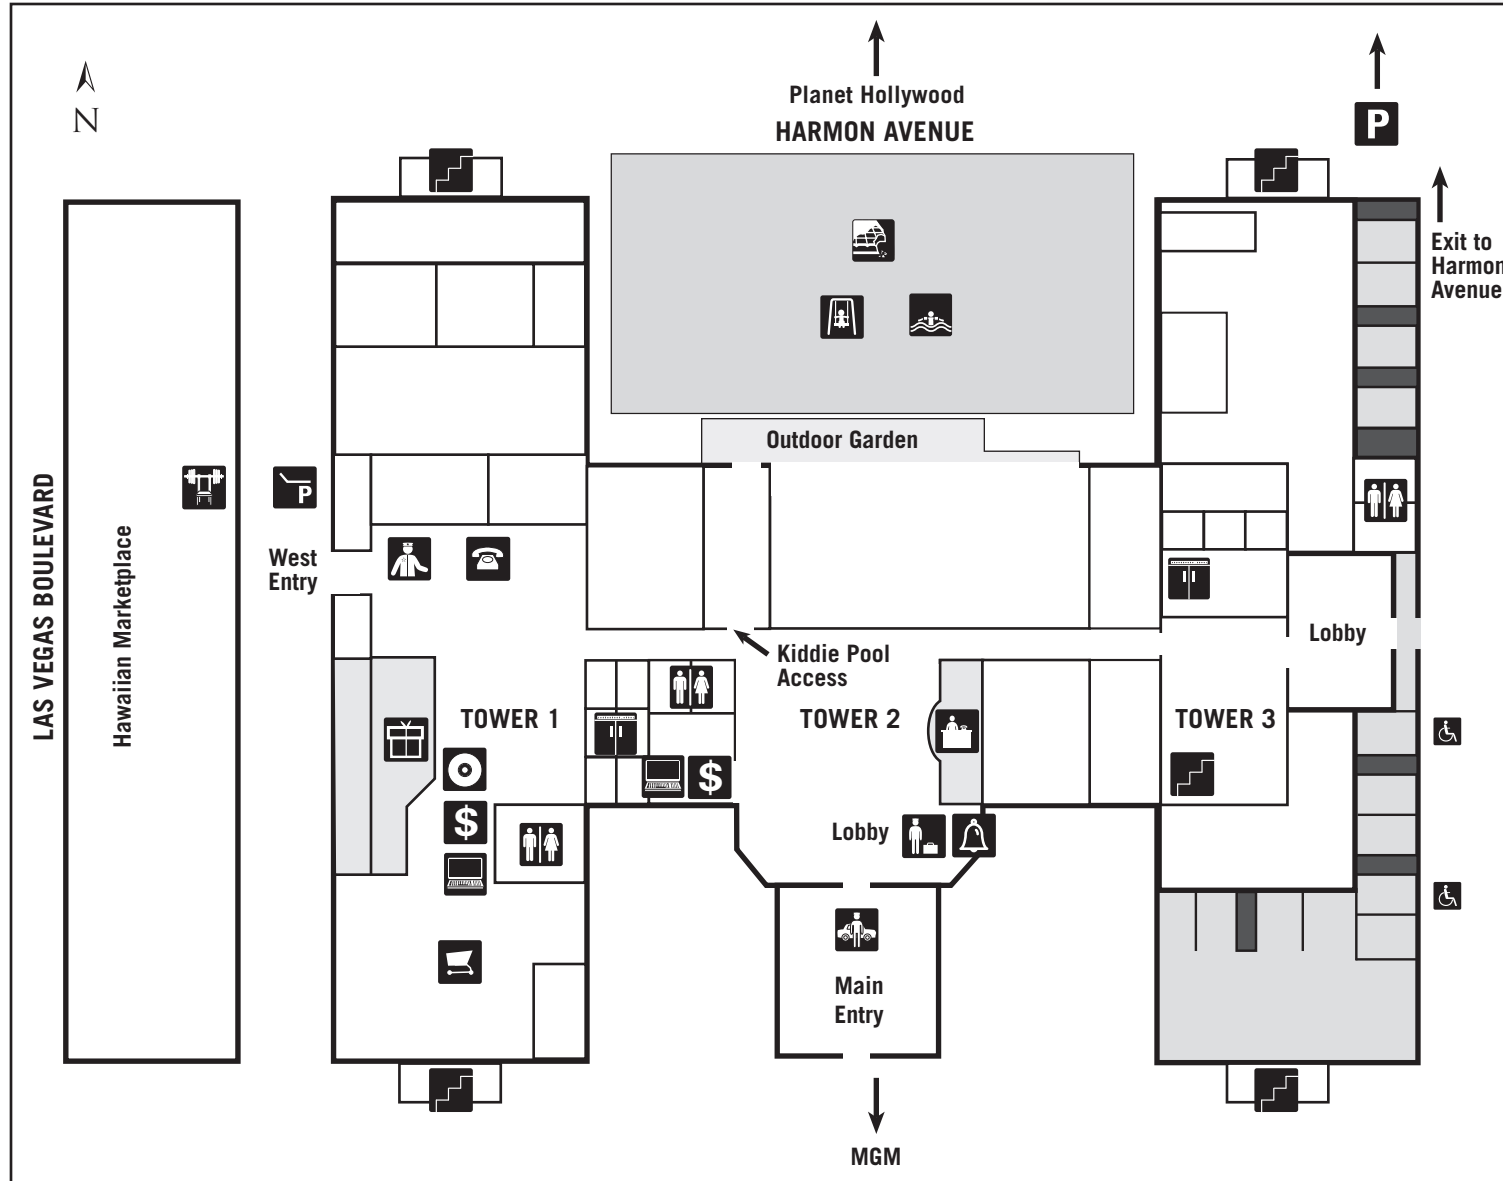 Planet Hollywood
HARMON AVENUE
P
N
Exit to
Harmon
Avenue
Outdoor Garden
LAS VEGAS BOULEVARD
Hawaiian Marketplace
P
West
Entry
Lobby
Kiddie Pool
Access
TOWER 1
TOWER 2
TOWER 3
$
$
Lobby
Main
Entry
MGM